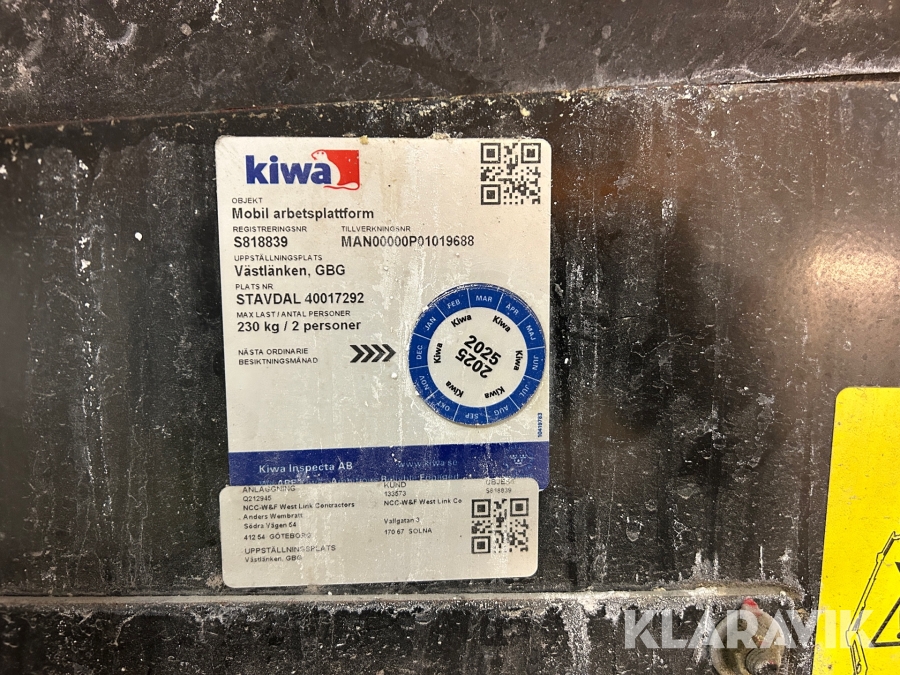 kiwa
OBJEKT
Mobil arbetsplattform
REGISTRERINGSNR TILLVERKNINGSNR
S818839 MAN00000P01019688
UPPSTÄLLNINGSPLATS
Västlänken, GBG
PLATS NR
STAVDAL 40017292
MAX LAST/ANTAL PERSONER
230 kg / 2 personer
NÄSTA ORDINARIE
BESIKTNINGSMÅNAD
JAN FEB MAR APR MAJ JUN JUL AUG SEP OKT NOV DEC
Kiwa Kiwa Kiwa Kiwa Kiwa Kiwa
2025
2025
10419763
Kiwa Inspecta AB www.kiwa.se
ANLÄGGNING KUND OBJEKT
Q212945 133573 S818839
NCC-W&F West Link Contractors NCC-W&F West Link Co
Anders Wembratt
Södra Vägen 64 Vallgatan 3
412 54 GÖTEBORG 170 67 SOLNA
UPPSTÄLLNINGSPLATS
Västlänken, GBG
KLARAVIK